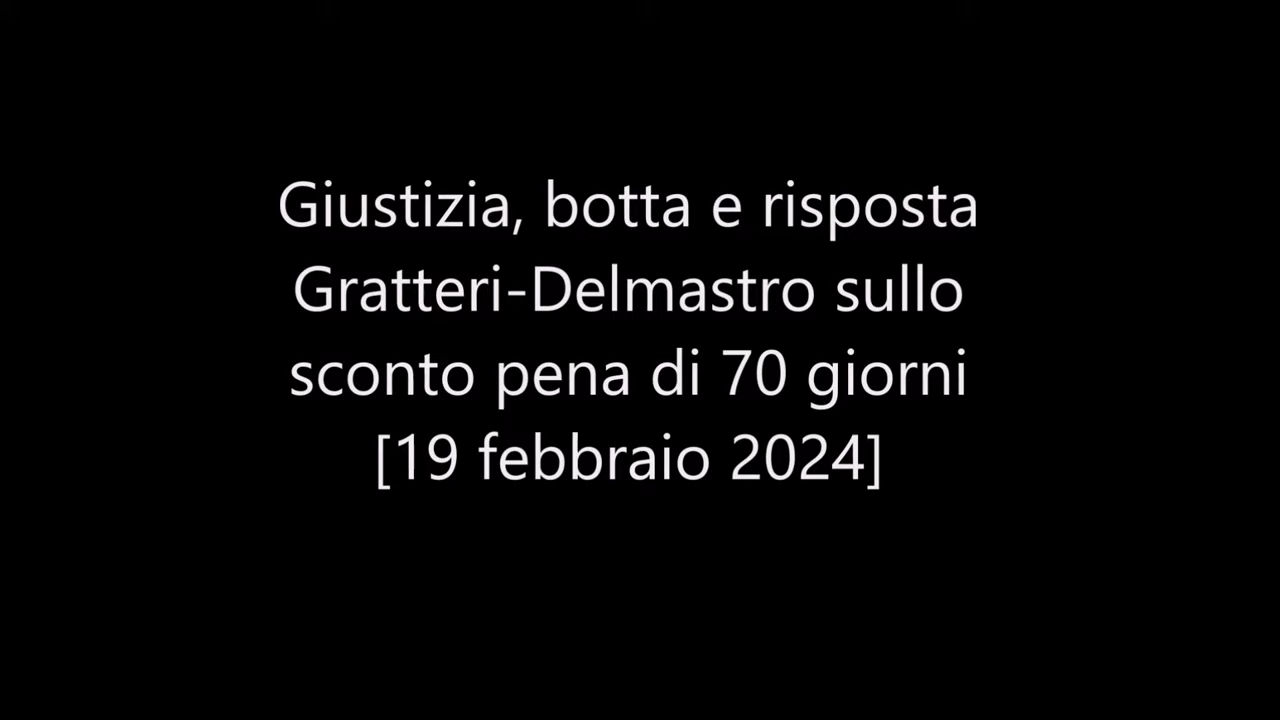 Giustizia, botta e risposta
Gratteri-Delmastro sullo
sconto pena di 70 giorni
[19 febbraio 2024]